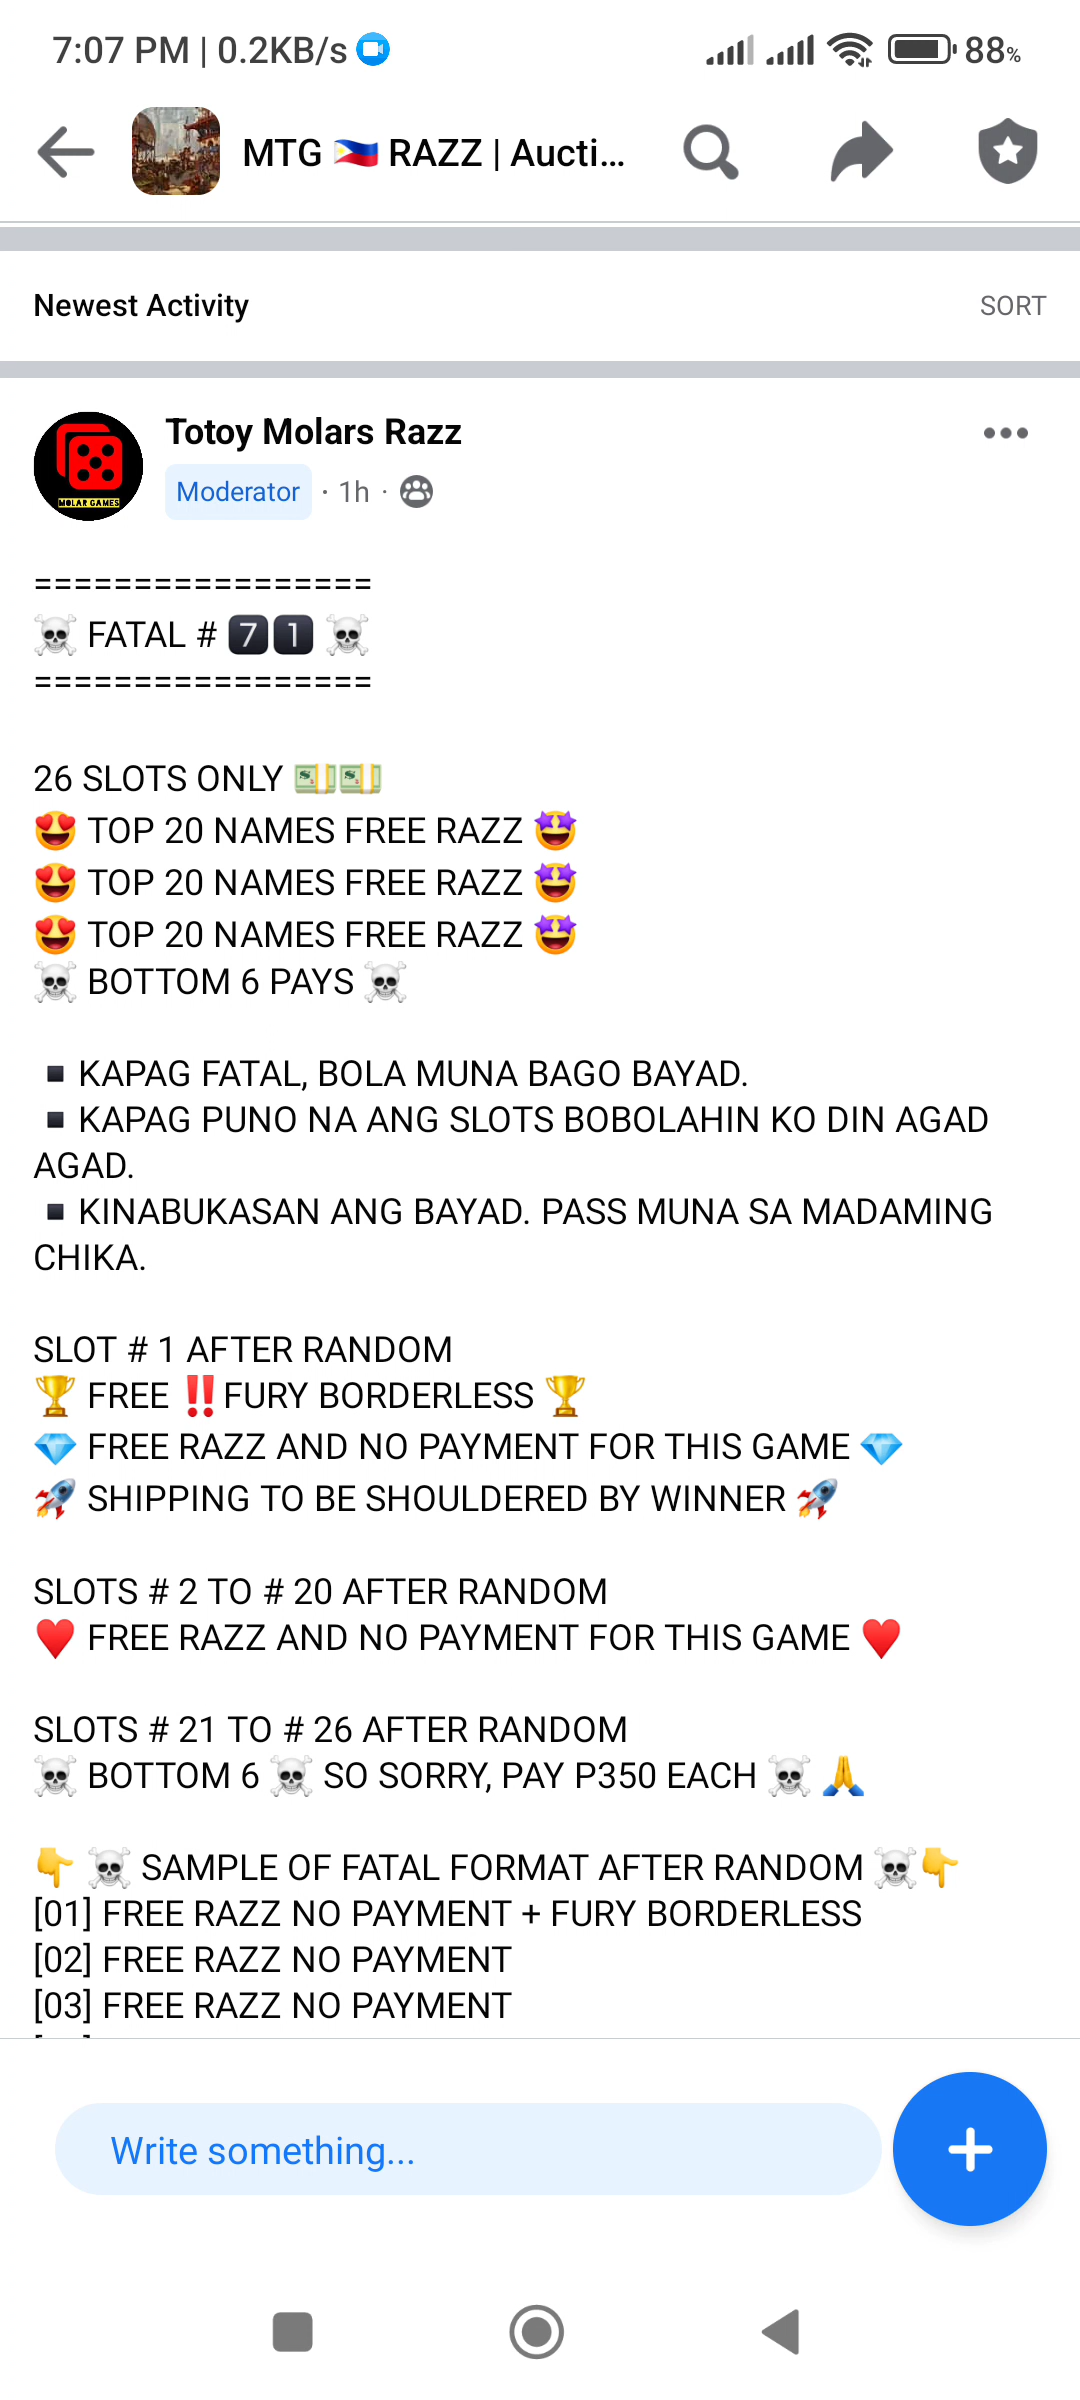 7:07 PM | 0.2KB/s
88%
MTG 🇵🇭 RAZZ | Aucti...
Newest Activity
SORT
Totoy Molars Razz
MOLAR GAMES
Moderator · 1h ·
=================
☠️ FATAL # 7️⃣1️⃣ ☠️
=================
26 SLOTS ONLY 💵💵
😍 TOP 20 NAMES FREE RAZZ 🤩
😍 TOP 20 NAMES FREE RAZZ 🤩
😍 TOP 20 NAMES FREE RAZZ 🤩
☠️ BOTTOM 6 PAYS ☠️
▪️KAPAG FATAL, BOLA MUNA BAGO BAYAD.
▪️KAPAG PUNO NA ANG SLOTS BOBOLAHIN KO DIN AGAD
AGAD.
▪️KINABUKASAN ANG BAYAD. PASS MUNA SA MADAMING
CHIKA.
SLOT # 1 AFTER RANDOM
🏆 FREE ‼️FURY BORDERLESS 🏆
💎 FREE RAZZ AND NO PAYMENT FOR THIS GAME 💎
🚀 SHIPPING TO BE SHOULDERED BY WINNER 🚀
SLOTS # 2 TO # 20 AFTER RANDOM
♥️ FREE RAZZ AND NO PAYMENT FOR THIS GAME ♥️
SLOTS # 21 TO # 26 AFTER RANDOM
☠️ BOTTOM 6 ☠️ SO SORRY, PAY P350 EACH ☠️ 🙏
👇 ☠️ SAMPLE OF FATAL FORMAT AFTER RANDOM ☠️👇
[01] FREE RAZZ NO PAYMENT + FURY BORDERLESS
[02] FREE RAZZ NO PAYMENT
[03] FREE RAZZ NO PAYMENT
Write something...